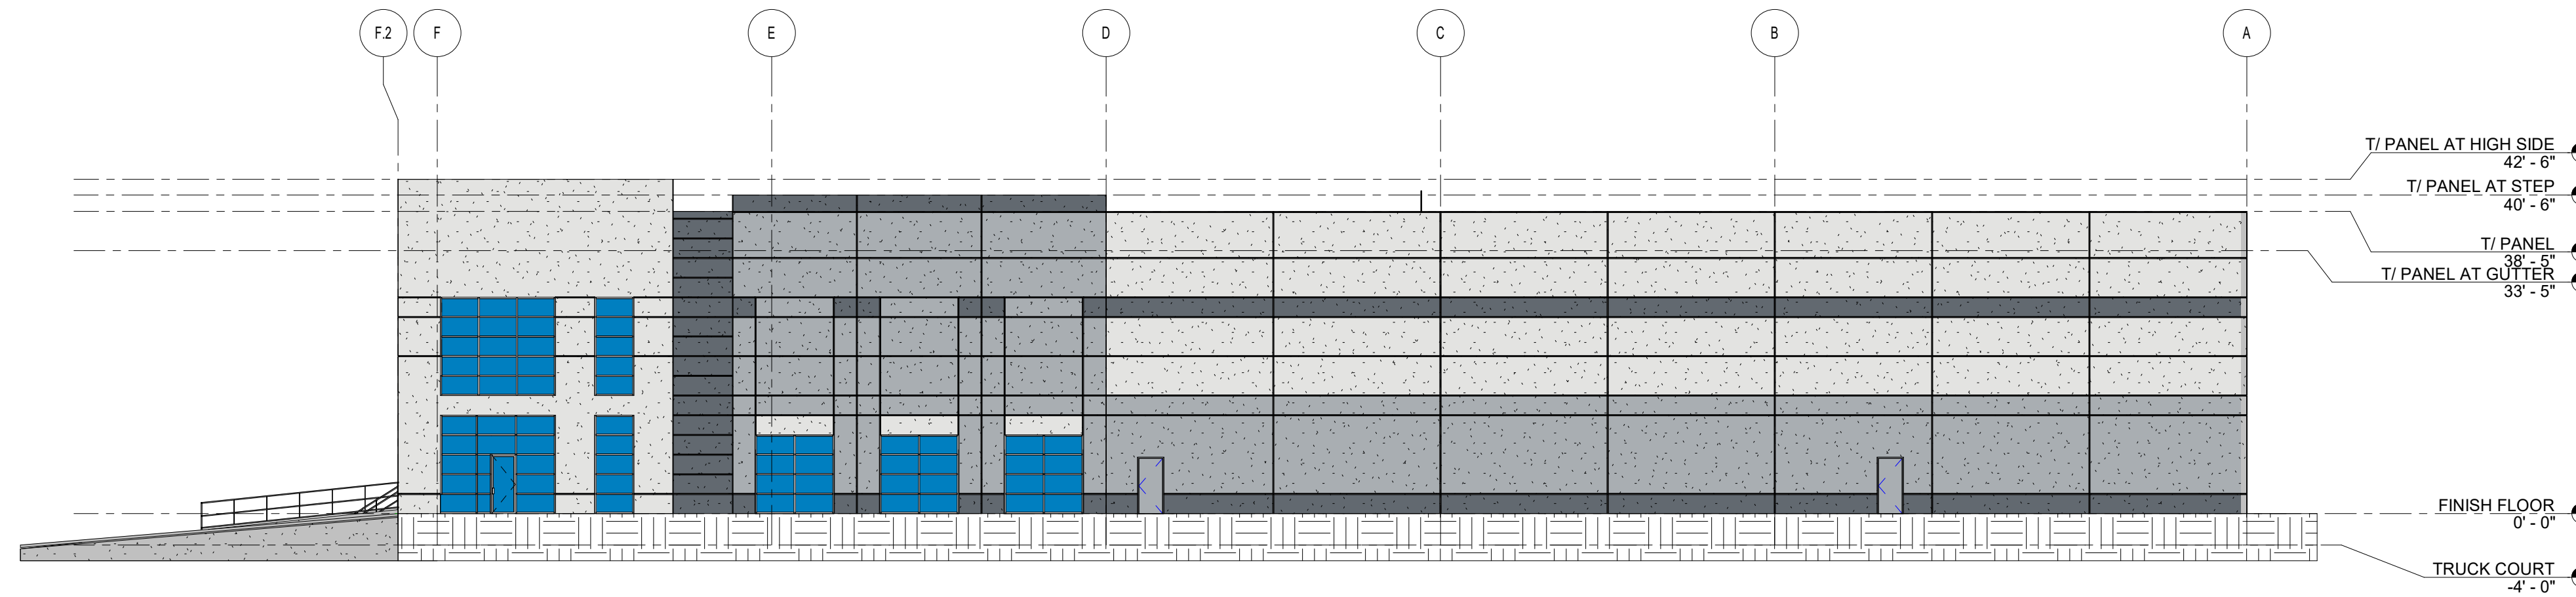 F.2
F
E
D
C
B
A
T/ PANEL AT HIGH SIDE
42' - 6"
T/ PANEL AT STEP
40' - 6"
T/ PANEL
38' - 5"
T/ PANEL AT GUTTER
33' - 5"
FINISH FLOOR
0' - 0"
TRUCK COURT
-4' - 0"